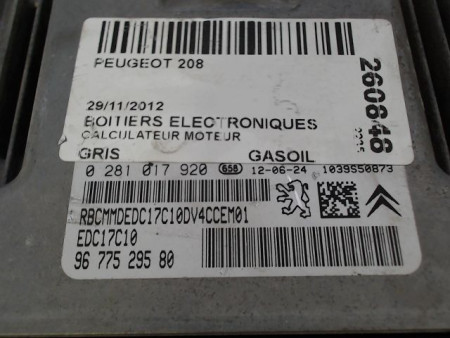 PEUGEOT 208
29/11/2012
BOITIERS ELECTRONIQUES
CALCULATEUR MOTEUR
GRIS GASOIL
260846
0 281 017 920 658 12-06-24 1039S50873
RBCMMDEDC17C10DV4CCEM01
EDC17C10
96 775 295 80